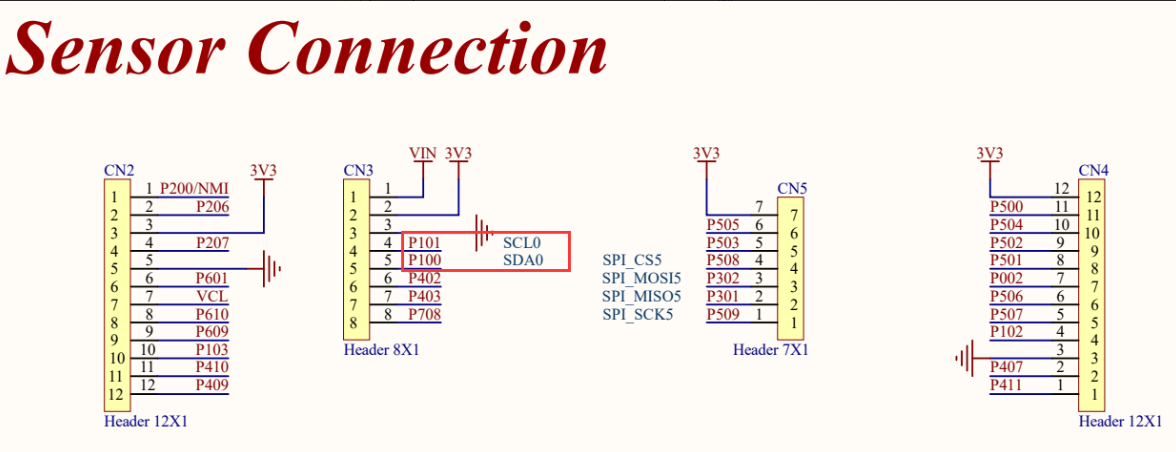 Sensor Connection
CN2
3V3
1 1 P200/NMI
2 2 P206
3 3
4 4 P207
5 5
6 6 P601
7 7 VCL
8 8 P610
9 9 P609
10 10 P103
11 11 P410
12 12 P409
Header 12X1
VIN 3V3
CN3
1 1
2 2
3 3
4 4 P101 SCL0
5 5 P100 SDA0
6 6 P402
7 7 P403
8 8 P708
Header 8X1
3V3
CN5
7 7
P505 6 6
P503 5 5
SPI_CS5 P508 4 4
SPI_MOSI5 P302 3 3
SPI_MISO5 P301 2 2
SPI_SCK5 P509 1 1
Header 7X1
3V3
CN4
12 12
P500 11 11
P504 10 10
P502 9 9
P501 8 8
P002 7 7
P506 6 6
P507 5 5
P102 4 4
3 3
P407 2 2
P411 1 1
Header 12X1